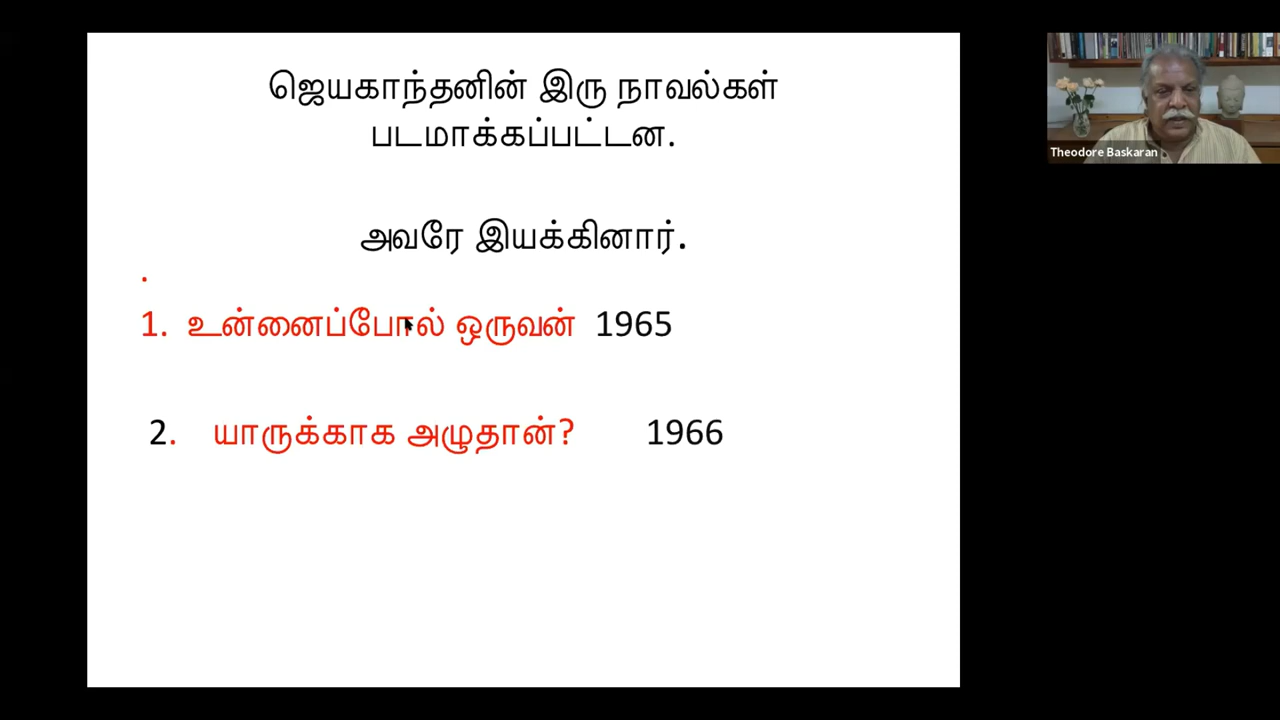 ஜெயகாந்தனின் இரு நாவல்கள்
படமாக்கப்பட்டன.
அவரே இயக்கினார்.
.
1. உன்னைப்போல் ஒருவன் 1965
2. யாருக்காக அழுதான்? 1966
Theodore Baskaran